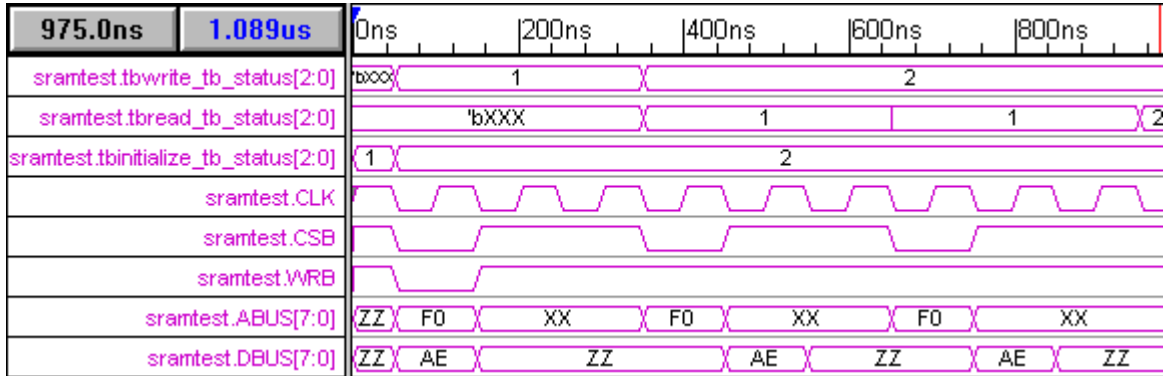 975.0ns 1.089us 0ns 200ns 400ns 600ns 800ns
sramtest.tbwrite_tb_status[2:0] 'bXXX 1 2
sramtest.tbread_tb_status[2:0] 'bXXX 1 1 2
sramtest.tbinitialize_tb_status[2:0] 1 2
sramtest.CLK
sramtest.CSB
sramtest.WRB
sramtest.ABUS[7:0] ZZ F0 XX F0 XX F0 XX
sramtest.DBUS[7:0] ZZ AE ZZ AE ZZ AE ZZ